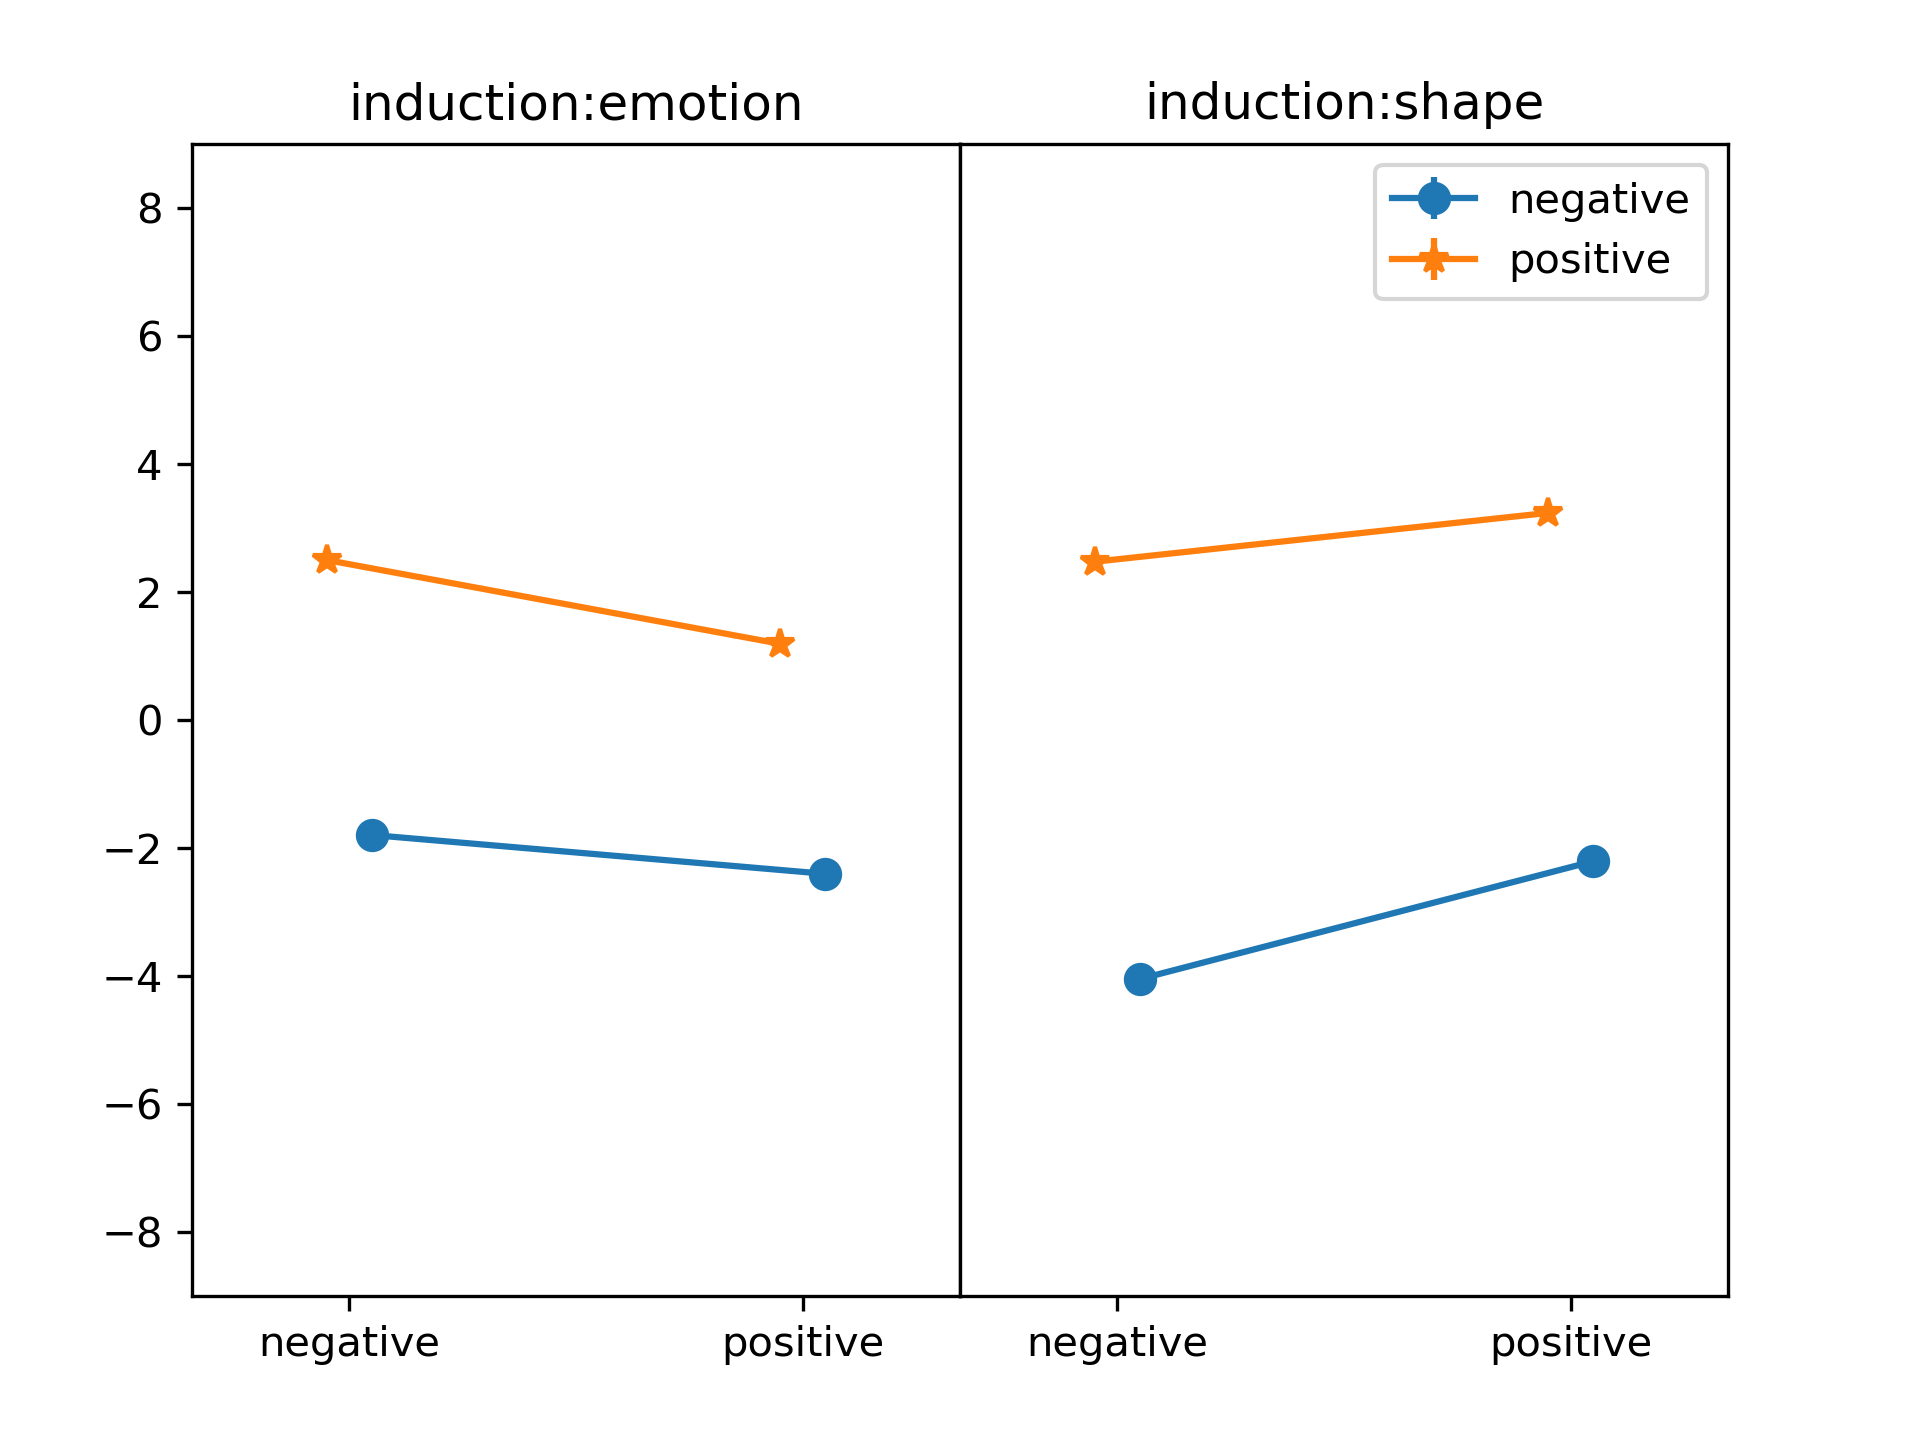 induction:emotion
induction:shape
negative
positive
8
6
4
2
0
−2
−4
−6
−8
negative positive negative positive